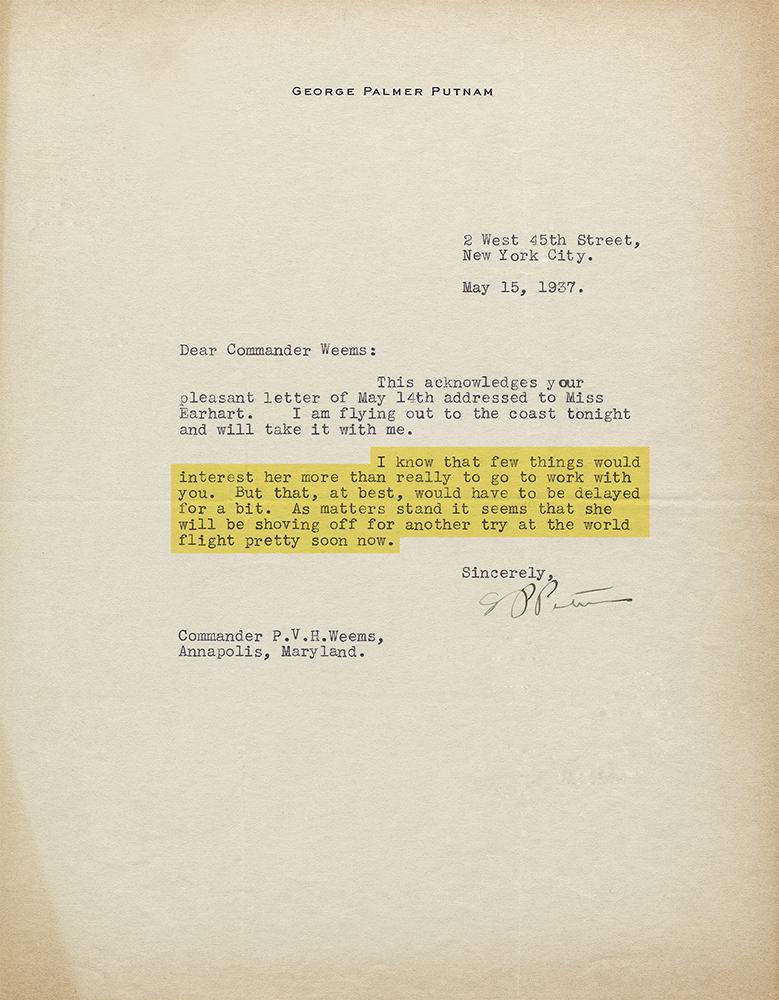 GEORGE PALMER PUTNAM
2 West 45th Street,
New York City.
May 15, 1937.
Dear Commander Weems:
This acknowledges your
pleasant letter of May 14th addressed to Miss
Earhart. I am flying out to the coast tonight
and will take it with me.
I know that few things would
interest her more than really to go to work with
you. But that, at best, would have to be delayed
for a bit. As matters stand it seems that she
will be shoving off for another try at the world
flight pretty soon now.
Sincerely,
G P Putnam
Commander P.V.H.Weems,
Annapolis, Maryland.